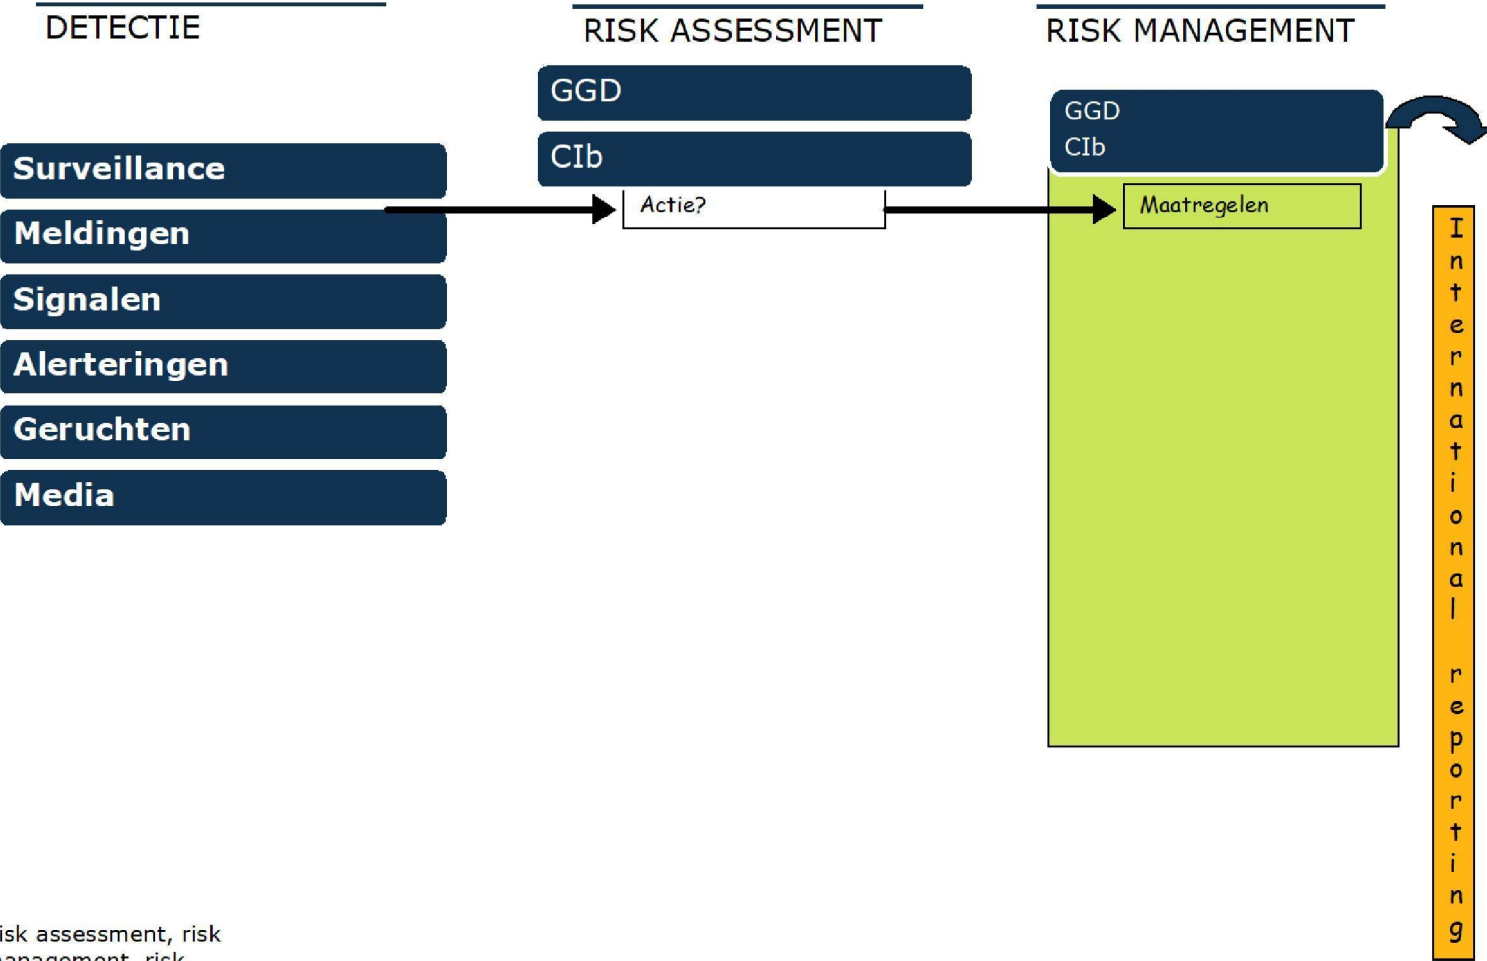 DETECTIE
RISK ASSESSMENT
RISK MANAGEMENT
Surveillance
Meldingen
Signalen
Alerteringen
Geruchten
Media
GGD
CIb
Actie?
GGD
CIb
Maatregelen
International reporting
assessment, risk
risk